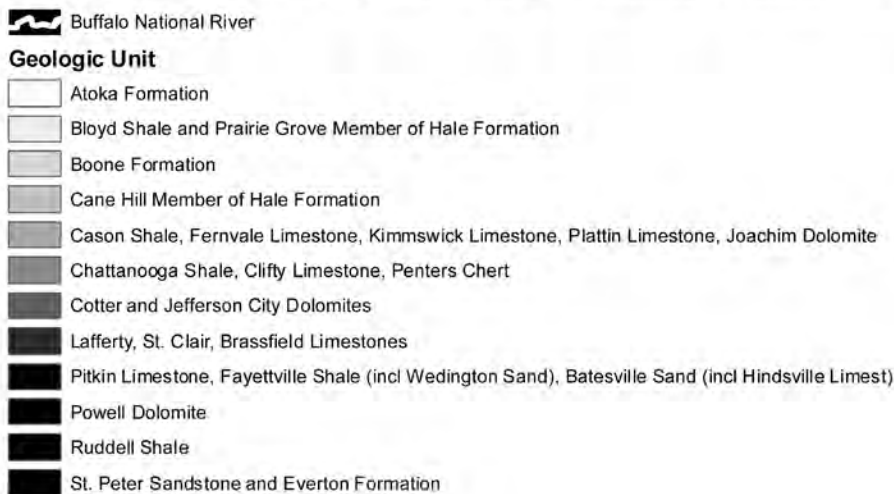 Buffalo National River
Geologic Unit
Atoka Formation
Bloyd Shale and Prairie Grove Member of Hale Formation
Boone Formation
Cane Hill Member of Hale Formation
Cason Shale, Fernvale Limestone, Kimmswick Limestone, Plattin Limestone, Joachim Dolomite
Chattanooga Shale, Clifty Limestone, Penters Chert
Cotter and Jefferson City Dolomites
Lafferty, St. Clair, Brassfield Limestones
Pitkin Limestone, Fayettville Shale (incl Wedington Sand), Batesville Sand (incl Hindsville Limest)
Powell Dolomite
Ruddell Shale
St. Peter Sandstone and Everton Formation